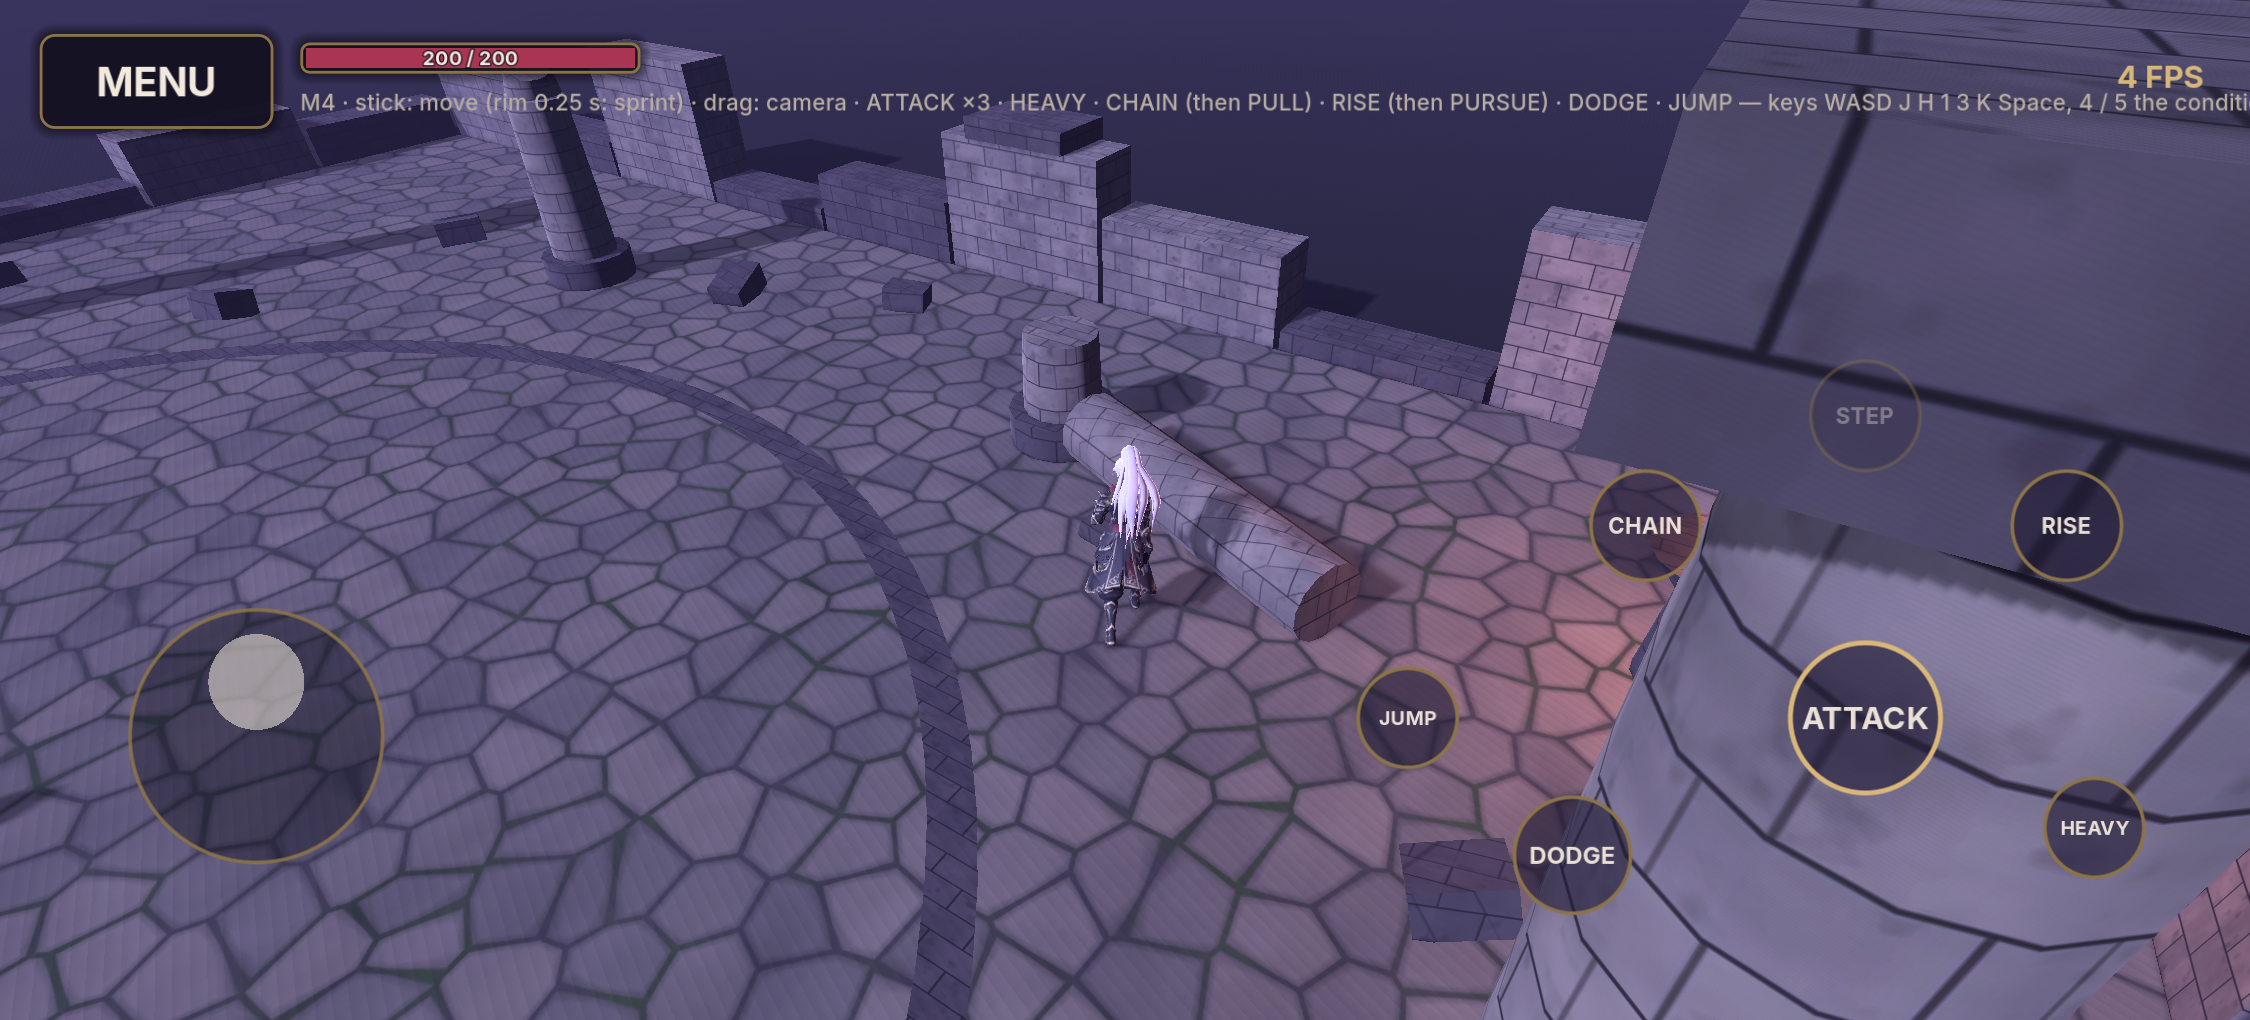 MENU
200 / 200
4 FPS
M4 · stick: move (rim 0.25 s: sprint) · drag: camera · ATTACK ×3 · HEAVY · CHAIN (then PULL) · RISE (then PURSUE) · DODGE · JUMP — keys WASD J H 1 3 K Space, 4 / 5 the conditi
STEP
CHAIN
RISE
JUMP
ATTACK
HEAVY
DODGE